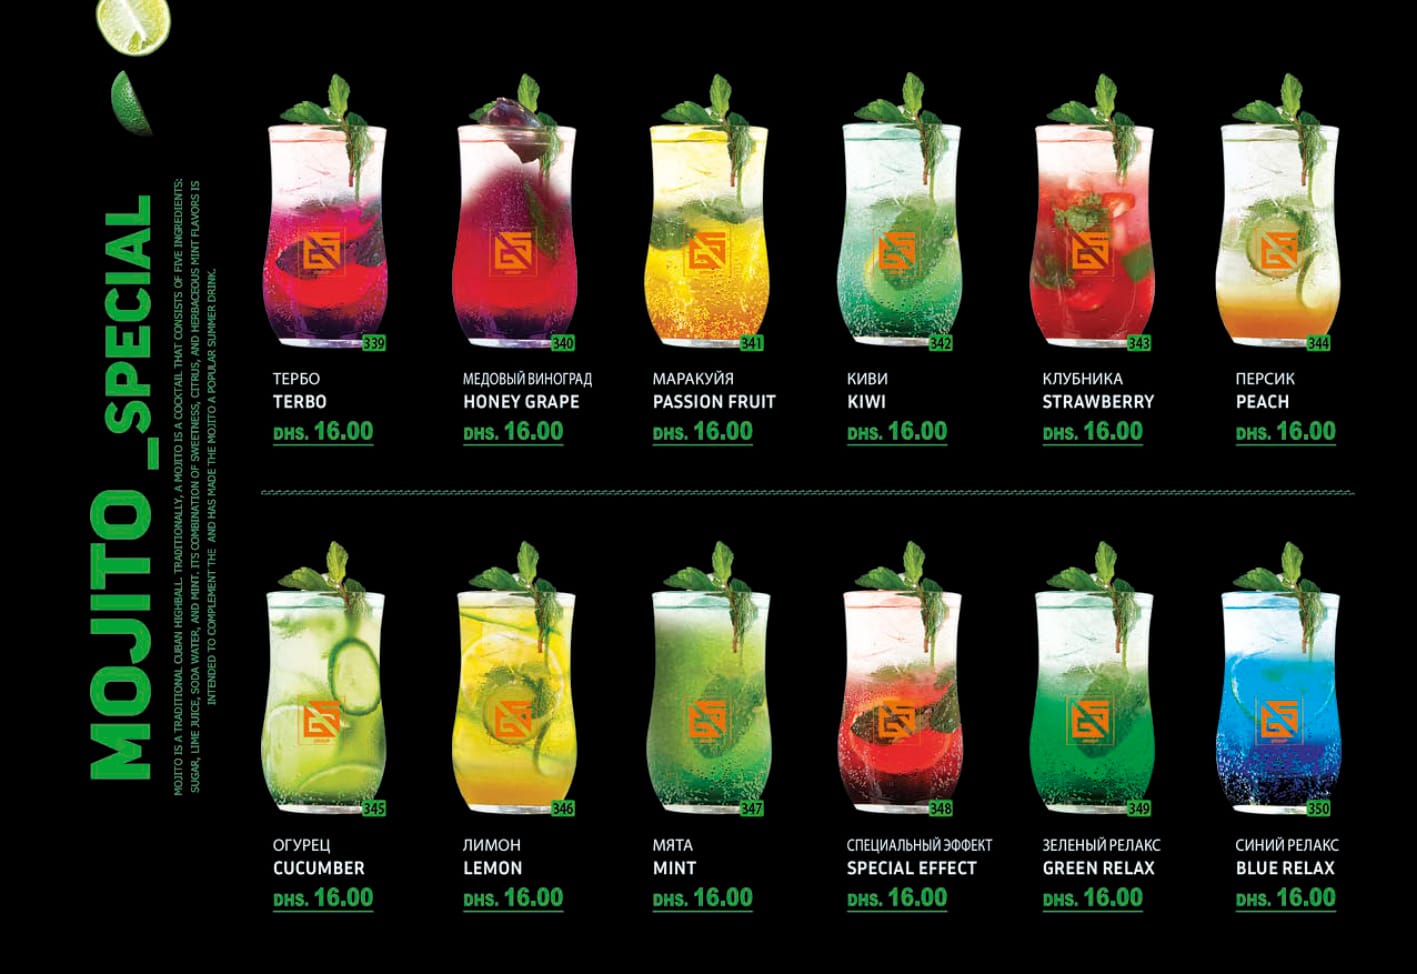 MOJITO _SPECIAL
MOJITO IS A TRADITIONAL CUBAN HIGHBALL. TRADITIONALLY, A MOJITO IS A COCKTAIL THAT CONSISTS OF FIVE INGREDIENTS:
SUGAR, LIME JUICE, SODA WATER, AND MINT. ITS COMBINATION OF SWEETNESS, CITRUS, AND HERBACEOUS MINT FLAVORS IS
INTENDED TO COMPLEMENT THE AND HAS MADE THE MOJITO A POPULAR SUMMER DRINK.
339
ТЕРБО
TERBO
DHS. 16.00
340
МЕДОВЫЙ ВИНОГРАД
HONEY GRAPE
DHS. 16.00
341
МАРАКУЙЯ
PASSION FRUIT
DHS. 16.00
342
КИВИ
KIWI
DHS. 16.00
343
КЛУБНИКА
STRAWBERRY
DHS. 16.00
344
ПЕРСИК
PEACH
DHS. 16.00
345
ОГУРЕЦ
CUCUMBER
DHS. 16.00
346
ЛИМОН
LEMON
DHS. 16.00
347
МЯТА
MINT
DHS. 16.00
348
СПЕЦИАЛЬНЫЙ ЭФФЕКТ
SPECIAL EFFECT
DHS. 16.00
349
ЗЕЛЕНЫЙ РЕЛАКС
GREEN RELAX
DHS. 16.00
350
СИНИЙ РЕЛАКС
BLUE RELAX
DHS. 16.00